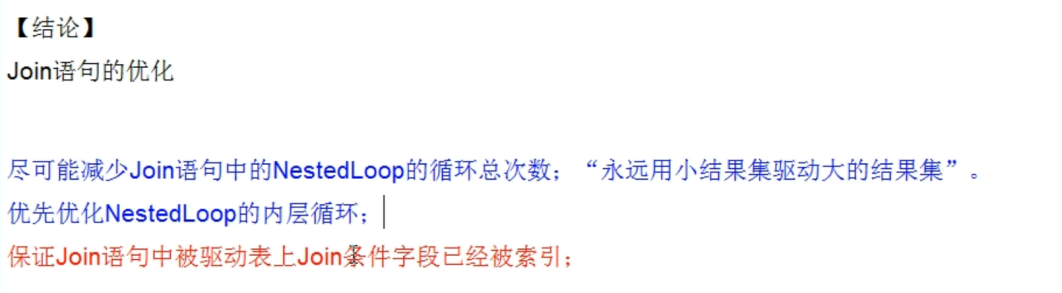 【结论】
Join语句的优化
尽可能减少Join语句中的NestedLoop的循环总次数；“永远用小结果集驱动大的结果集”。
优先优化NestedLoop的内层循环；
保证Join语句中被驱动表上Join条件字段已经被索引；